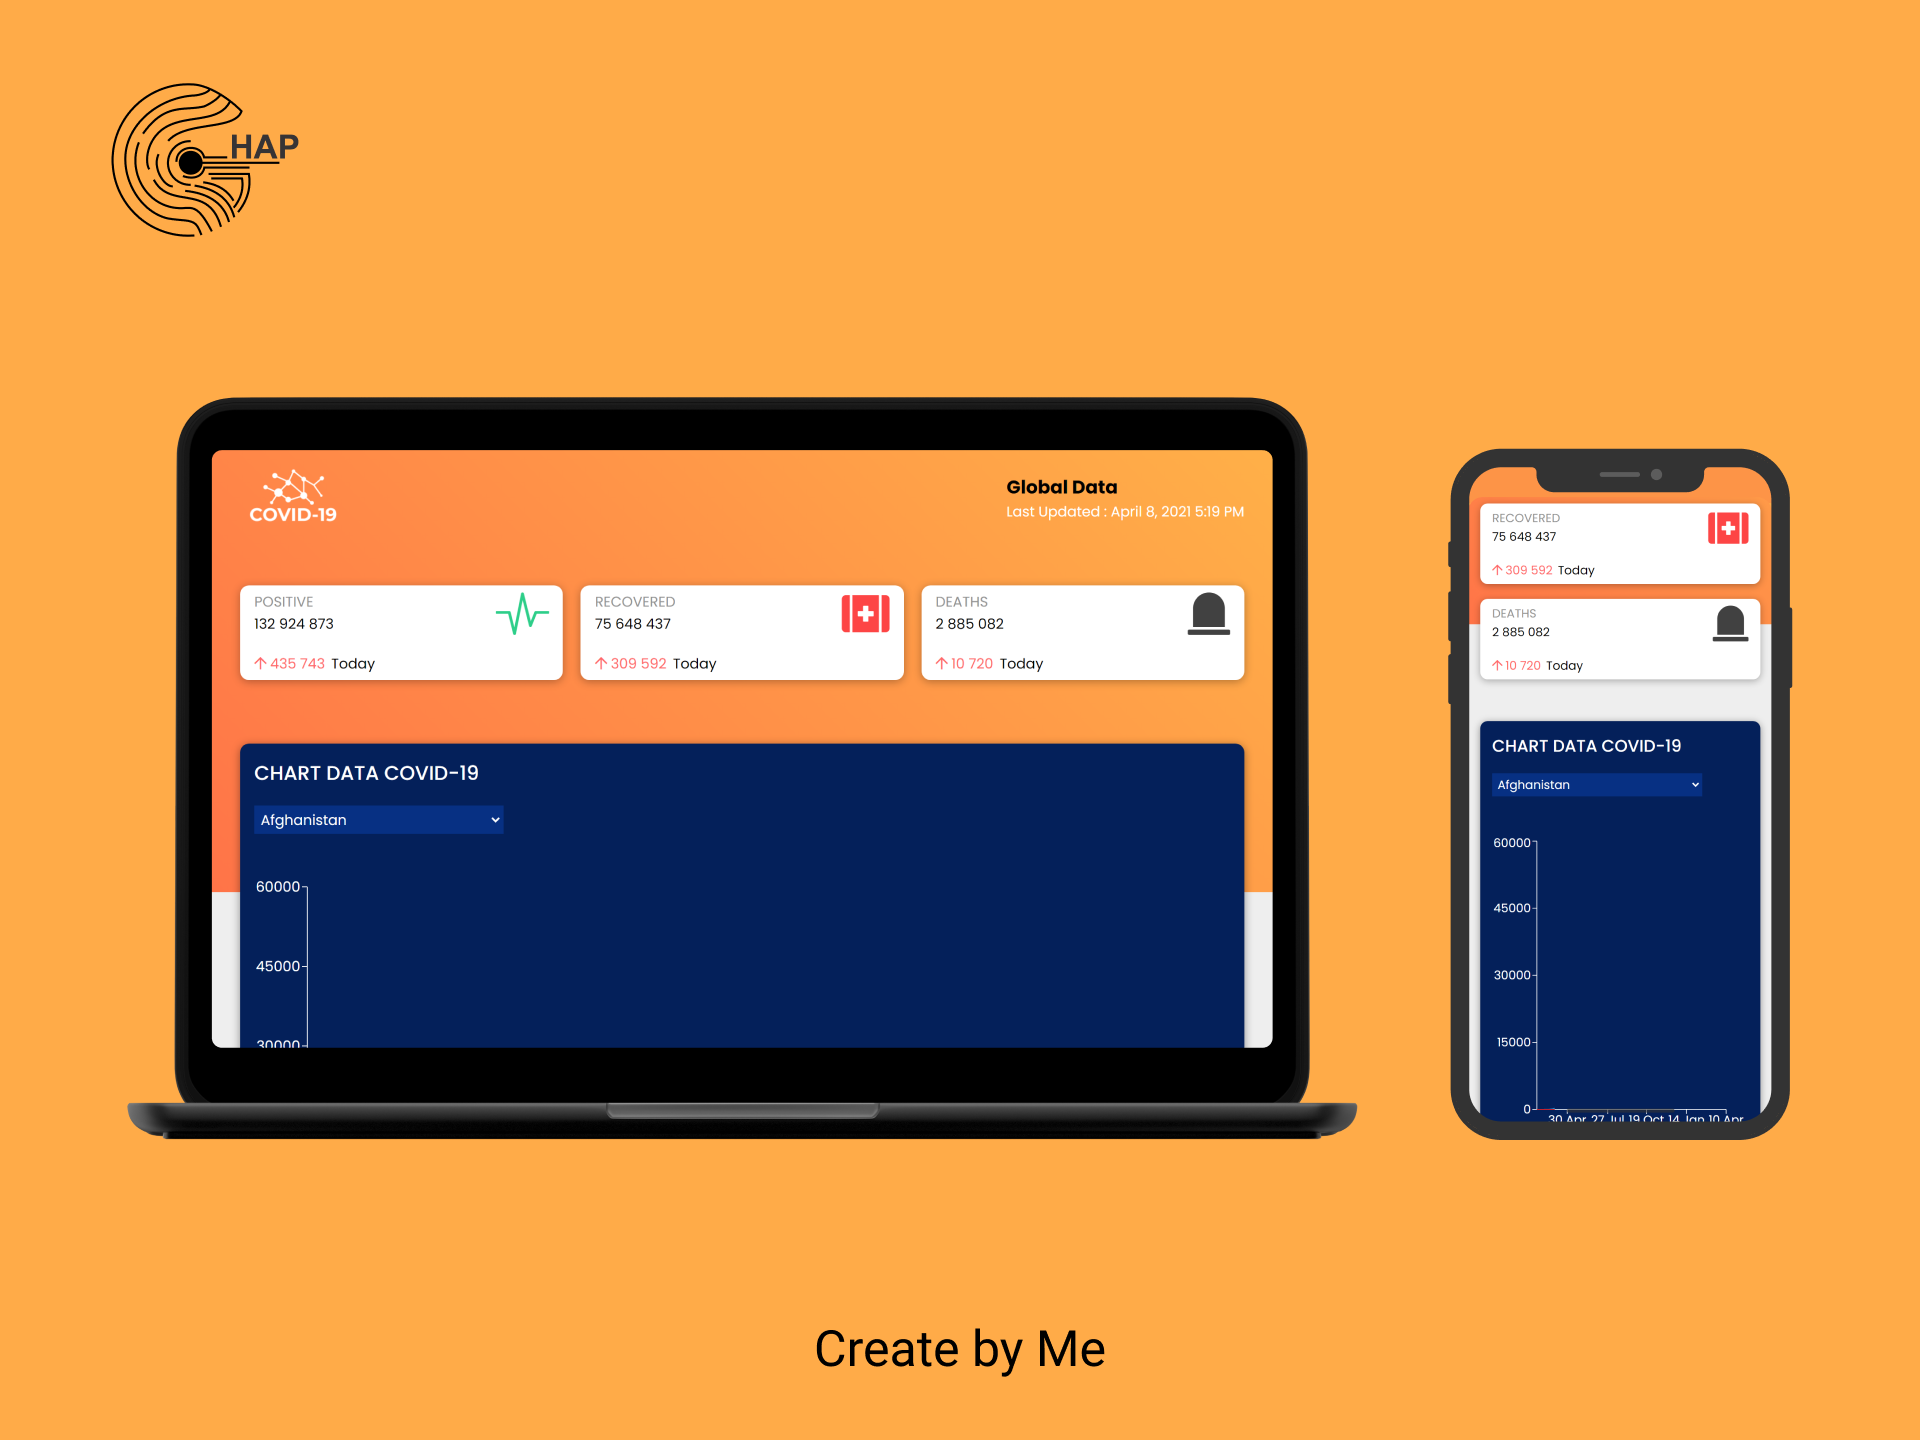 HAP
COVID-19
Global Data
Last Updated : April 8, 2021 5:19 PM
POSITIVE
132 924 873
435 743 Today
RECOVERED
75 648 437
309 592 Today
DEATHS
2 885 082
10 720 Today
CHART DATA COVID-19
Afghanistan
60000
45000
30000
RECOVERED
75 648 437
309 592 Today
DEATHS
2 885 082
10 720 Today
CHART DATA COVID-19
Afghanistan
60000
45000
30000
15000
0
30 Apr 27 Jul 19 Oct 14 Jan 10 Apr
Create by Me